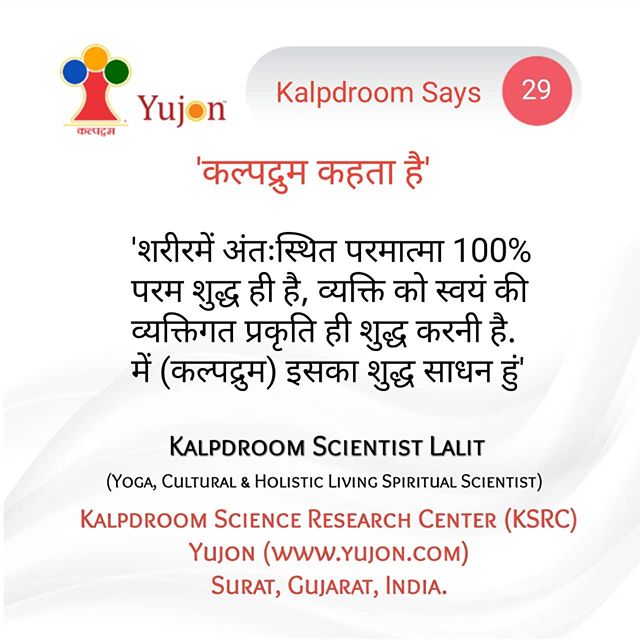 कल्पद्रुम
Yujon™
Kalpdroom Says
29
'कल्पद्रुम कहता है'
'शरीरमें अंतःस्थित परमात्मा 100%
परम शुद्ध ही है, व्यक्ति को स्वयं की
व्यक्तिगत प्रकृति ही शुद्ध करनी है.
में (कल्पद्रुम) इसका शुद्ध साधन हुं'
Kalpdroom Scientist Lalit
(Yoga, Cultural & Holistic Living Spiritual Scientist)
Kalpdroom Science Research Center (KSRC)
Yujon (www.yujon.com)
Surat, Gujarat, India.